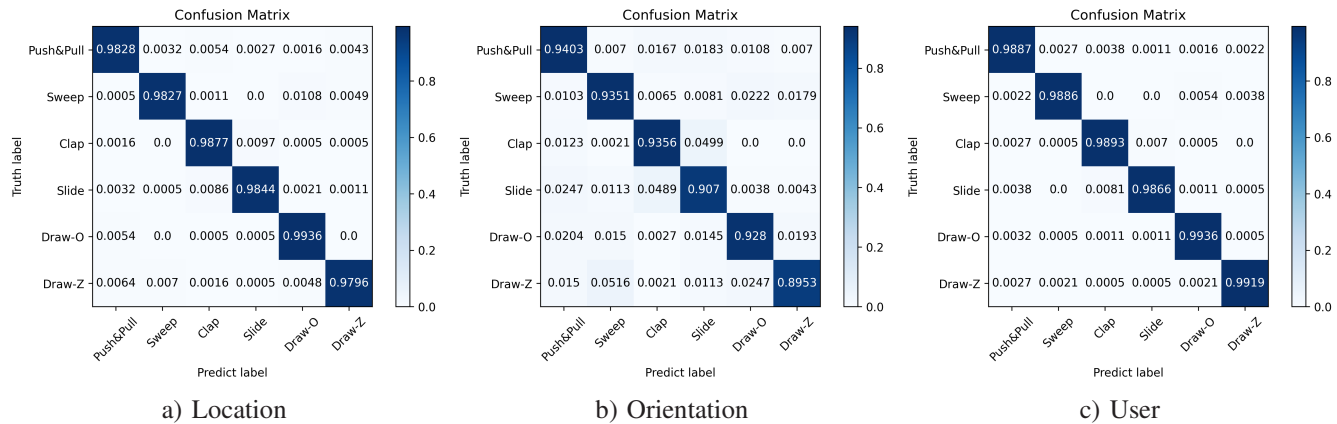 Confusion Matrix
Truth label
Push&Pull 0.9828 0.0032 0.0054 0.0027 0.0016 0.0043
Sweep 0.0005 0.9827 0.0011 0.0 0.0108 0.0049
Clap 0.0016 0.0 0.9877 0.0097 0.0005 0.0005
Slide 0.0032 0.0005 0.0086 0.9844 0.0021 0.0011
Draw-O 0.0054 0.0 0.0005 0.0005 0.9936 0.0
Draw-Z 0.0064 0.007 0.0016 0.0005 0.0048 0.9796
Push&Pull Sweep Clap Slide Draw-O Draw-Z
Predict label
0.8
0.6
0.4
0.2
0.0
a) Location
Confusion Matrix
Truth label
Push&Pull 0.9403 0.007 0.0167 0.0183 0.0108 0.007
Sweep 0.0103 0.9351 0.0065 0.0081 0.0222 0.0179
Clap 0.0123 0.0021 0.9356 0.0499 0.0 0.0
Slide 0.0247 0.0113 0.0489 0.907 0.0038 0.0043
Draw-O 0.0204 0.015 0.0027 0.0145 0.928 0.0193
Draw-Z 0.015 0.0516 0.0021 0.0113 0.0247 0.8953
Push&Pull Sweep Clap Slide Draw-O Draw-Z
Predict label
0.8
0.6
0.4
0.2
0.0
b) Orientation
Confusion Matrix
Truth label
Push&Pull 0.9887 0.0027 0.0038 0.0011 0.0016 0.0022
Sweep 0.0022 0.9886 0.0 0.0 0.0054 0.0038
Clap 0.0027 0.0005 0.9893 0.007 0.0005 0.0
Slide 0.0038 0.0 0.0081 0.9866 0.0011 0.0005
Draw-O 0.0032 0.0005 0.0011 0.0011 0.9936 0.0005
Draw-Z 0.0027 0.0021 0.0005 0.0005 0.0021 0.9919
Push&Pull Sweep Clap Slide Draw-O Draw-Z
Predict label
0.8
0.6
0.4
0.2
0.0
c) User